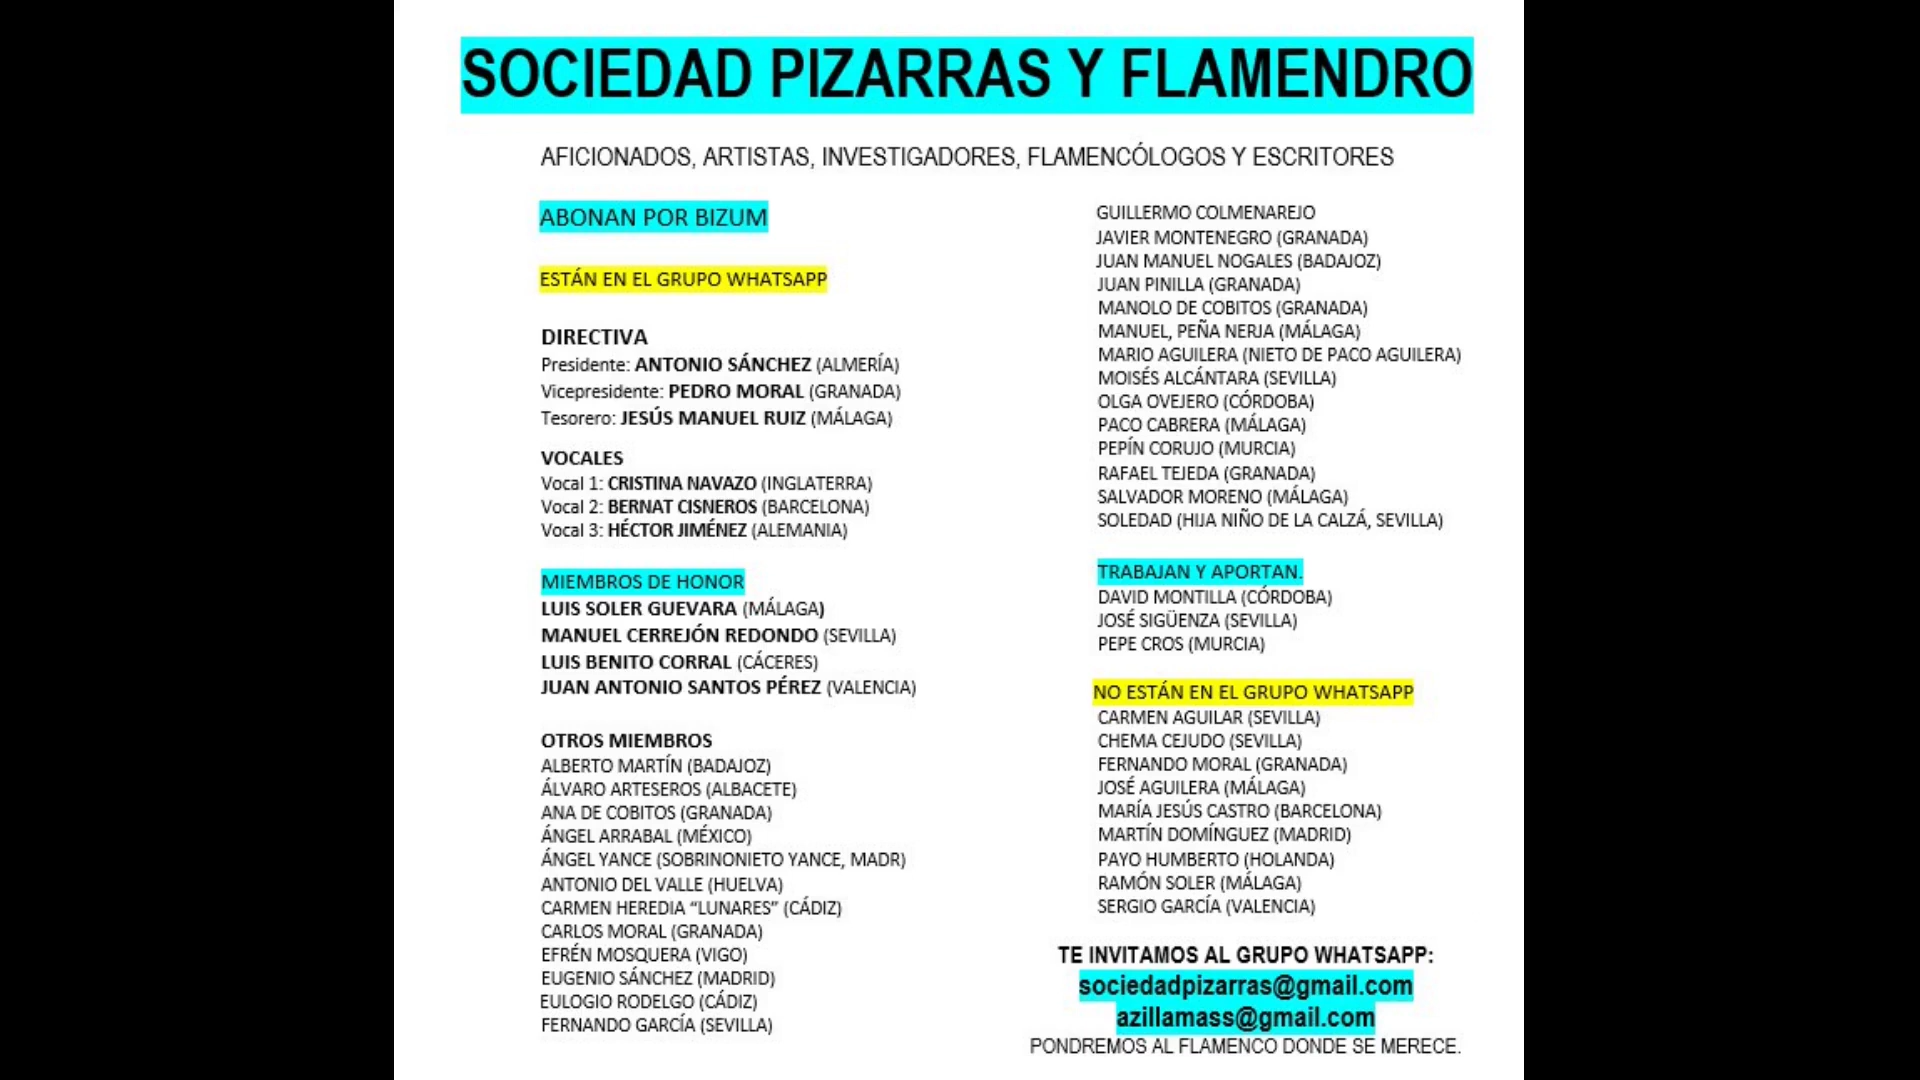 SOCIEDAD PIZARRAS Y FLAMENDRO
AFICIONADOS, ARTISTAS, INVESTIGADORES, FLAMENCÓLOGOS Y ESCRITORES
ABONAN POR BIZUM
ESTÁN EN EL GRUPO WHATSAPP
DIRECTIVA
Presidente: ANTONIO SÁNCHEZ (ALMERÍA)
Vicepresidente: PEDRO MORAL (GRANADA)
Tesorero: JESÚS MANUEL RUIZ (MÁLAGA)
VOCALES
Vocal 1: CRISTINA NAVAZO (INGLATERRA)
Vocal 2: BERNAT CISNEROS (BARCELONA)
Vocal 3: HÉCTOR JIMÉNEZ (ALEMANIA)
MIEMBROS DE HONOR
LUIS SOLER GUEVARA (MÁLAGA)
MANUEL CERREJÓN REDONDO (SEVILLA)
LUIS BENITO CORRAL (CÁCERES)
JUAN ANTONIO SANTOS PÉREZ (VALENCIA)
OTROS MIEMBROS
ALBERTO MARTÍN (BADAJOZ)
ÁLVARO ARTESEROS (ALBACETE)
ANA DE COBITOS (GRANADA)
ÁNGEL ARRABAL (MÉXICO)
ÁNGEL YANCE (SOBRINONIETO YANCE, MADR)
ANTONIO DEL VALLE (HUELVA)
CARMEN HEREDIA “LUNARES” (CÁDIZ)
CARLOS MORAL (GRANADA)
EFRÉN MOSQUERA (VIGO)
EUGENIO SÁNCHEZ (MADRID)
EULOGIO RODELGO (CÁDIZ)
FERNANDO GARCÍA (SEVILLA)
GUILLERMO COLMENAREJO
JAVIER MONTENEGRO (GRANADA)
JUAN MANUEL NOGALES (BADAJOZ)
JUAN PINILLA (GRANADA)
MANOLO DE COBITOS (GRANADA)
MANUEL, PEÑA NERJA (MÁLAGA)
MARIO AGUILERA (NIETO DE PACO AGUILERA)
MOISÉS ALCÁNTARA (SEVILLA)
OLGA OVEJERO (CÓRDOBA)
PACO CABRERA (MÁLAGA)
PEPÍN CORUJO (MURCIA)
RAFAEL TEJEDA (GRANADA)
SALVADOR MORENO (MÁLAGA)
SOLEDAD (HIJA NIÑO DE LA CALZÁ, SEVILLA)
TRABAJAN Y APORTAN.
DAVID MONTILLA (CÓRDOBA)
JOSÉ SIGÜENZA (SEVILLA)
PEPE CROS (MURCIA)
NO ESTÁN EN EL GRUPO WHATSAPP
CARMEN AGUILAR (SEVILLA)
CHEMA CEJUDO (SEVILLA)
FERNANDO MORAL (GRANADA)
JOSÉ AGUILERA (MÁLAGA)
MARÍA JESÚS CASTRO (BARCELONA)
MARTÍN DOMÍNGUEZ (MADRID)
PAYO HUMBERTO (HOLANDA)
RAMÓN SOLER (MÁLAGA)
SERGIO GARCÍA (VALENCIA)
TE INVITAMOS AL GRUPO WHATSAPP:
sociedadpizarras@gmail.com
azillamass@gmail.com
PONDREMOS AL FLAMENCO DONDE SE MERECE.